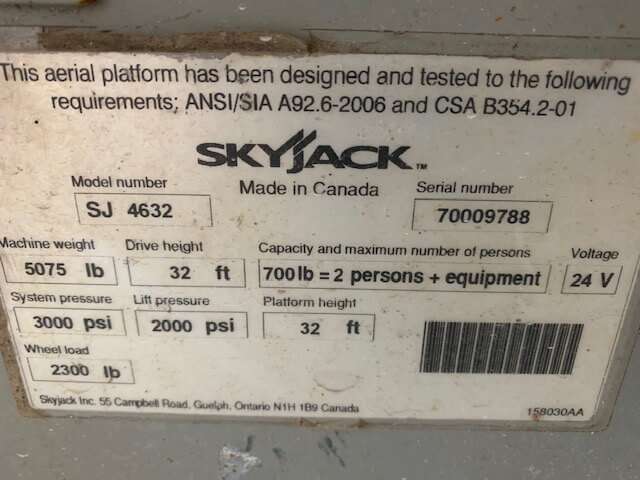 This aerial platform has been designed and tested to the following
requirements; ANSI/SIA A92.6-2006 and CSA B354.2-01
SKYJACK™
Model number Made in Canada Serial number
SJ 4632 70009788
Machine weight Drive height Capacity and maximum number of persons Voltage
5075 lb 32 ft 700 lb = 2 persons + equipment 24 V
System pressure Lift pressure Platform height
3000 psi 2000 psi 32 ft
Wheel load
2300 lb
Skyjack Inc. 55 Campbell Road, Guelph, Ontario N1H 1B9 Canada 158030AA